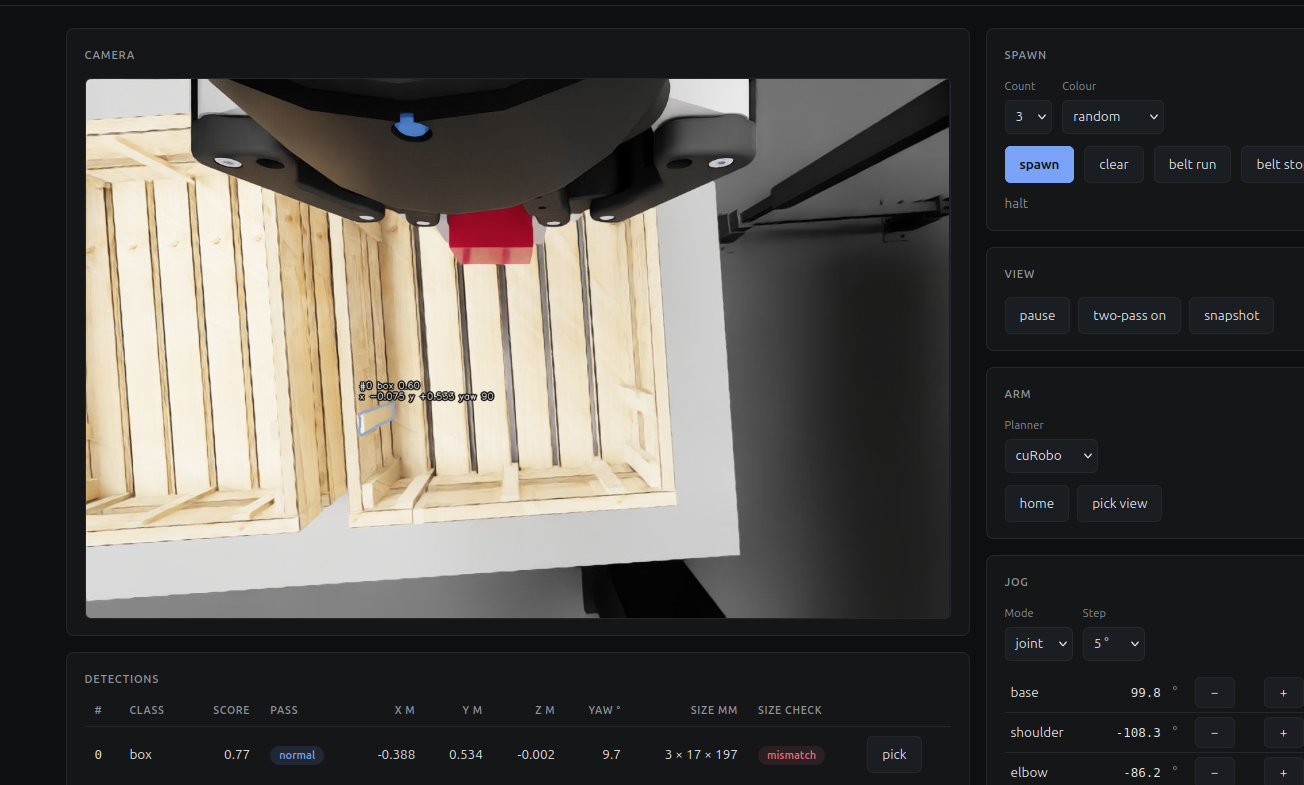 CAMERA
#0 box 0.60
x -0.075 y +0.533 yaw 90
DETECTIONS
# CLASS SCORE PASS X M Y M Z M YAW ° SIZE MM SIZE CHECK
0 box 0.77 normal -0.388 0.534 -0.002 9.7 3 × 17 × 197 mismatch pick
SPAWN
Count Colour
3 random
spawn clear belt run belt sto
halt
VIEW
pause two-pass on snapshot
ARM
Planner
cuRobo
home pick view
JOG
Mode Step
joint 5 °
base 99.8 ° − +
shoulder -108.3 ° − +
elbow -86.2 ° − +